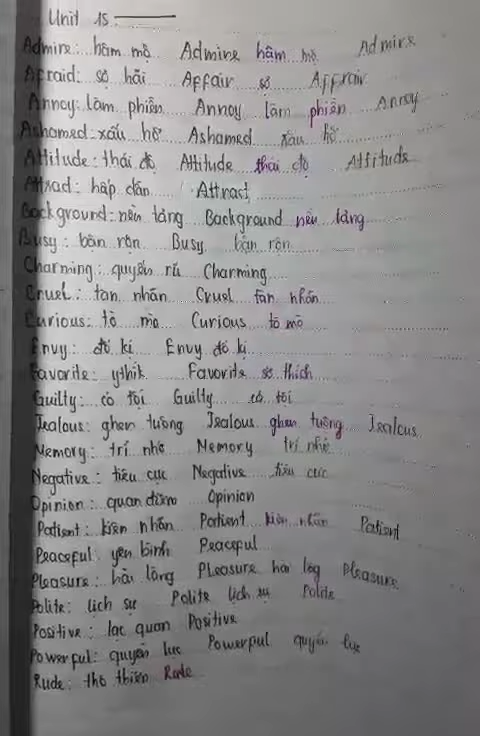 Unit 15:
Admire: hâm mộ Admire hâm mộ Admire
Afraid: sợ hãi Affair sợ Affrair
Annoy: làm phiền Annoy làm phiền Annoy
Ashamed: xấu hổ Ashamed xấu hổ
Attitude: thái độ Attitude thái độ Attitude
Attrad: hấp dẫn Attract
Background: nền tảng Background nền tảng
Busy: bận rộn Busy bận rộn
Charming: quyến rũ Charming
Cruel: tàn nhẫn Cruel tàn nhẫn
Curious: tò mò Curious tò mò
Envy: đố kị Envy đố kị
Favorite: ythik Favorite sở thích
Guilty: có tội Guilty có tội
Jealous: ghen tuông Jealous ghen tuông Jealous
Memory: trí nhớ Memory trí nhớ
Negative: tiêu cực Negative tiêu cực
Opinion: quan điểm Opinian
Patient: kiên nhẫn Patient kiên nhẫn Patient
Peaceful: yên bình Peaceful
Pleasure: hài lòng Pleasure hài lòg Pleasure
Polite: lịch sự Polite lịch sự Polite
Positive: lạc quan Positive
Powerful: quyền lực Powerful quyền lực
Rude: thô thiển Rude